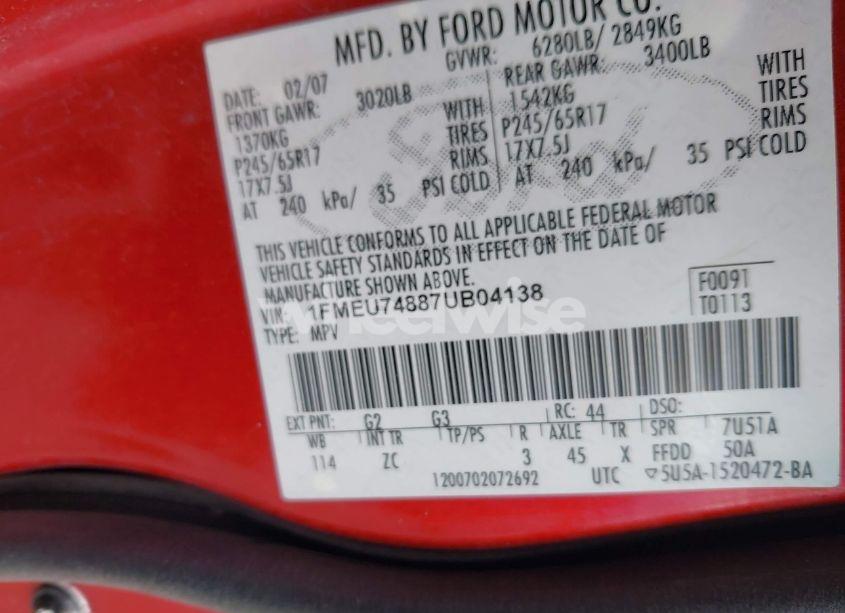 MFD. BY FORD MOTOR CO.
DATE: 02/07 GVWR: 6280LB/ 2849KG
FRONT GAWR: 3020LB REAR GAWR: 3400LB
1370KG WITH 1542KG WITH
P245/65R17 TIRES P245/65R17 TIRES
17X7.5J RIMS 17X7.5J RIMS
AT 240 kPa/ 35 PSI COLD AT 240 kPa/ 35 PSI COLD
THIS VEHICLE CONFORMS TO ALL APPLICABLE FEDERAL MOTOR
VEHICLE SAFETY STANDARDS IN EFFECT ON THE DATE OF
MANUFACTURE SHOWN ABOVE.
VIN: 1FMEU74887UB04138 F0091
TYPE: MPV T0113
wheelwise
EXT PNT: G2 G3 RC: 44 DSO:
WB INT TR TP/PS R AXLE TR SPR 7U51A
114 ZC 3 45 X FFDD 50A
1200702072692 UTC ▽5U5A-1520472-BA